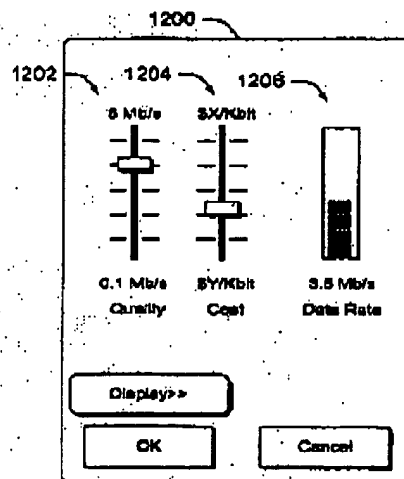 1200
1202
1204
1206
6 Mb/s
$X/Kbit
0.1 Mb/s
$Y/Kbit
3.5 Mb/s
Quality
Cost
Data Rate
Display>>
OK
Cancel